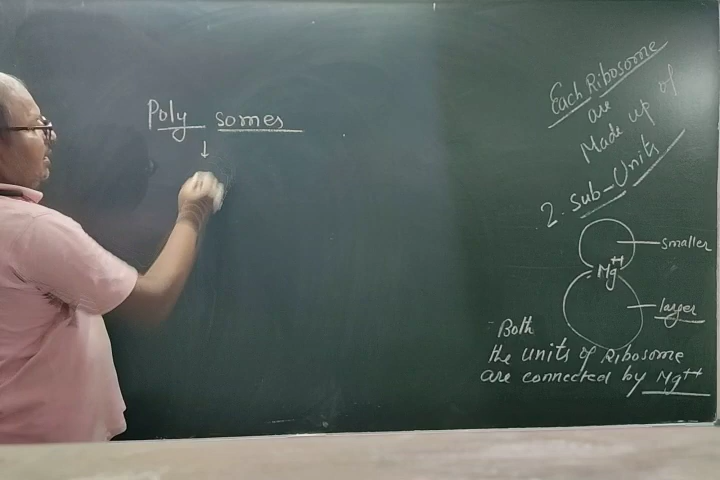 Poly somes
↓
Each Ribosome
are
Made up of
2. Sub-Units
smaller
Mg++
larger
Both
the units of Ribosome
are connected by Mg++